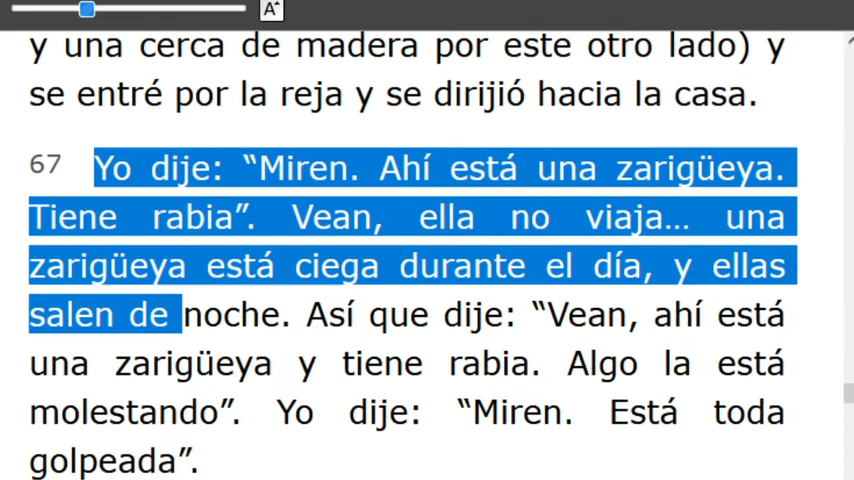 A
y una cerca de madera por este otro lado) y
se entré por la reja y se dirijió hacia la casa.
67 Yo dije: “Miren. Ahí está una zarigüeya.
Tiene rabia”. Vean, ella no viaja... una
zarigüeya está ciega durante el día, y ellas
salen de noche. Así que dije: “Vean, ahí está
una zarigüeya y tiene rabia. Algo la está
molestando”. Yo dije: “Miren. Está toda
golpeada”.